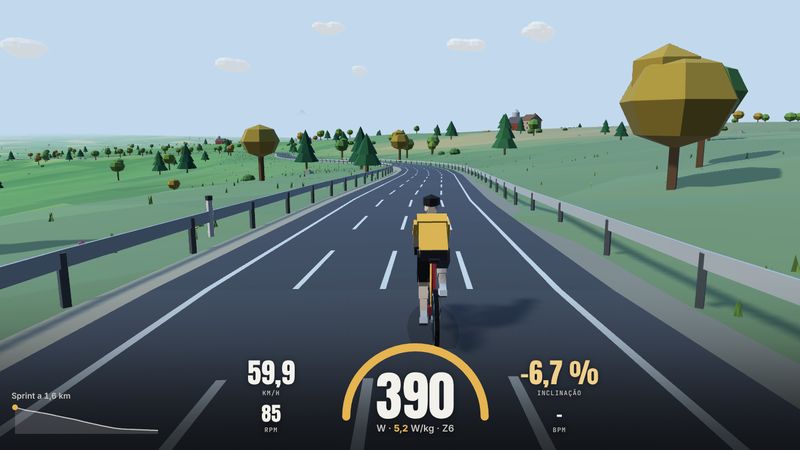 59,9
KM/H
85
RPM
390
W · 5,2 W/kg · Z6
-6,7 %
INCLINAÇÃO
-
BPM
Sprint a 1,6 km